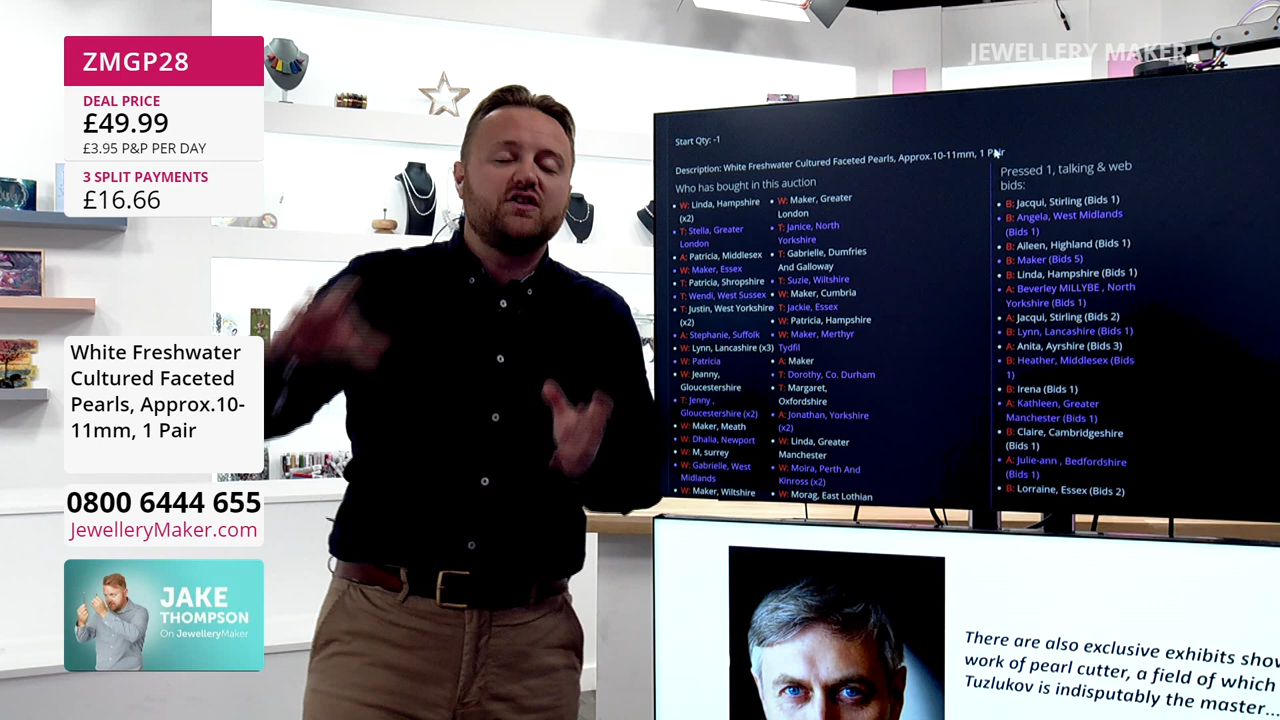 ZMGP28
DEAL PRICE
£49.99
£3.95 P&P PER DAY
3 SPLIT PAYMENTS
£16.66
White Freshwater
Cultured Faceted
Pearls, Approx.10-
11mm, 1 Pair
0800 6444 655
JewelleryMaker.com
JAKE
THOMPSON
On JewelleryMaker
JEWELLERY MAKER
Start Qty: -1
Description: White Freshwater Cultured Faceted Pearls, Approx.10-11mm, 1 Pair
Who has bought in this auction
W: Linda, Hampshire
(x2)
T: Stella, Greater
London
A: Patricia, Middlesex
W: Maker, Essex
T: Patricia, Shropshire
T: Wendi, West Sussex
T: Justin, West Yorkshire
(x2)
A: Stephanie, Suffolk
W: Lynn, Lancashire (x3)
W: Patricia
W: Jeanny,
Gloucestershire
T: Jenny ,
Gloucestershire (x2)
W: Maker, Meath
W: Dhalia, Newport
W: M, surrey
W: Gabrielle, West
Midlands
W: Maker, Wiltshire
W: Maker, Greater
London
T: Janice, North
Yorkshire
T: Gabrielle, Dumfries
And Galloway
T: Suzie, Wiltshire
W: Maker, Cumbria
T: Jackie, Essex
W: Patricia, Hampshire
W: Maker, Merthyr
Tydfil
A: Maker
T: Dorothy, Co. Durham
T: Margaret,
Oxfordshire
A: Jonathan, Yorkshire
(x2)
W: Linda, Greater
Manchester
W: Moira, Perth And
Kinross (x2)
W: Morag, East Lothian
Pressed 1, talking & web
bids:
B: Jacqui, Stirling (Bids 1)
B: Angela, West Midlands
(Bids 1)
B: Aileen, Highland (Bids 1)
B: Maker (Bids 5)
B: Linda, Hampshire (Bids 1)
A: Beverley MILLYBE , North
Yorkshire (Bids 1)
A: Jacqui, Stirling (Bids 2)
B: Lynn, Lancashire (Bids 1)
A: Anita, Ayrshire (Bids 3)
B: Heather, Middlesex (Bids
1)
B: Irena (Bids 1)
A: Kathleen, Greater
Manchester (Bids 1)
B: Claire, Cambridgeshire
(Bids 1)
A: Julie-ann , Bedfordshire
(Bids 1)
B: Lorraine, Essex (Bids 2)
There are also exclusive exhibits show
work of pearl cutter, a field of which
Tuzlukov is indisputably the master...